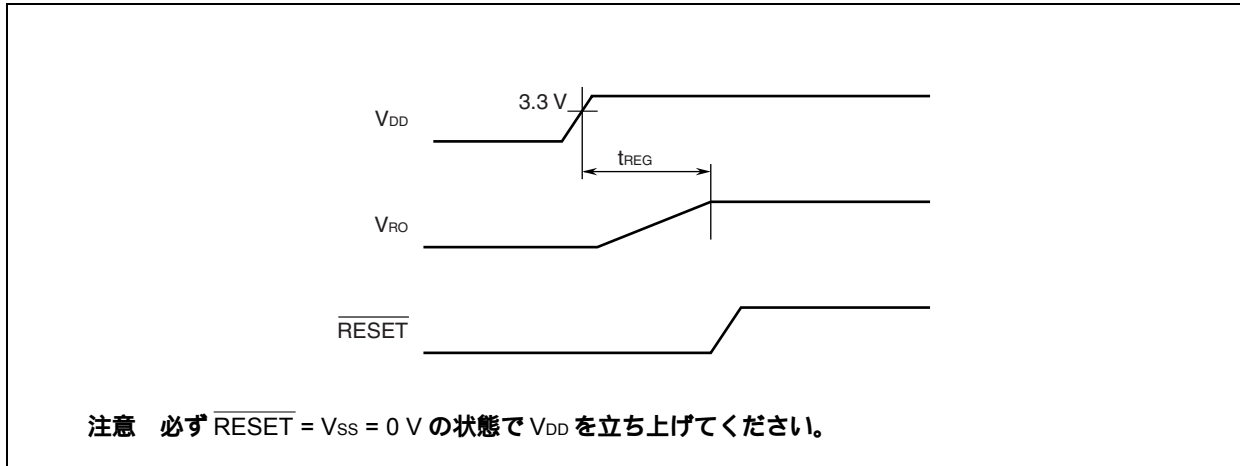 3.3 V
VDD
tREG
VRO
RESET
注意　必ず RESET = VSS = 0 V の状態で VDD を立ち上げてください。